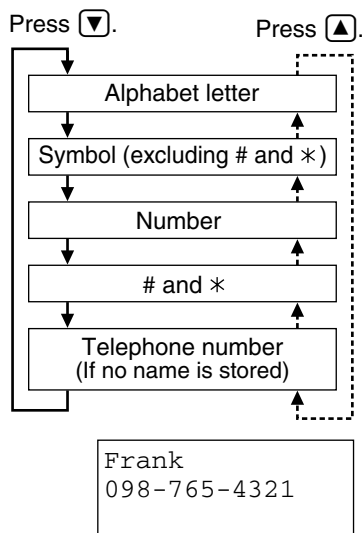 Press ▼.
Press ▲.
Alphabet letter
Symbol (excluding # and ✳)
Number
# and ✳
Telephone number
(If no name is stored)
Frank
098-765-4321